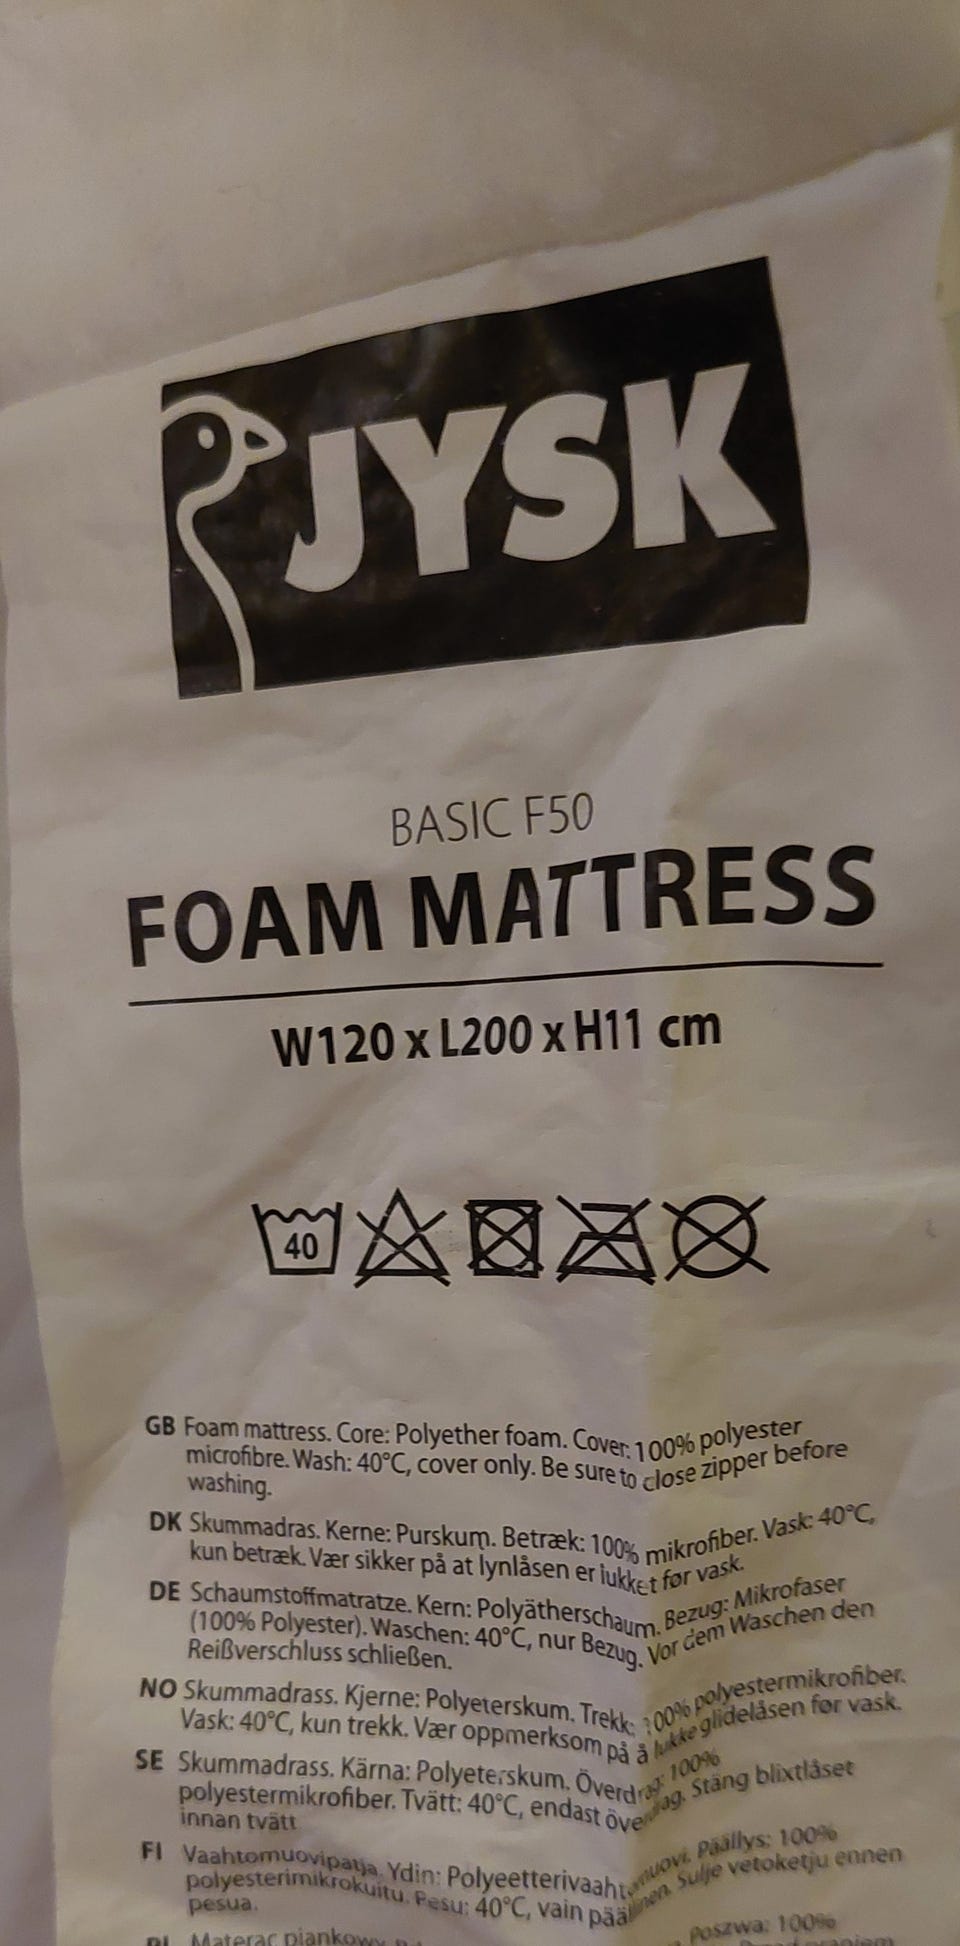 JYSK
BASIC F50
FOAM MATTRESS
W120 x L200 x H11 cm
40
GB Foam mattress. Core: Polyether foam. Cover: 100% polyester
microfibre. Wash: 40°C, cover only. Be sure to close zipper before
washing.
DK Skummadras. Kerne: Purskum. Betræk: 100% mikrofiber. Vask: 40°C,
kun betræk. Vær sikker på at lynlåsen er lukket før vask.
DE Schaumstoffmatratze. Kern: Polyätherschaum. Bezug: Mikrofaser
(100% Polyester). Waschen: 40°C, nur Bezug. Vor dem Waschen den
Reißverschluss schließen.
NO Skummadrass. Kjerne: Polyeterskum. Trekk: 100% polyestermikrofiber.
Vask: 40°C, kun trekk. Vær oppmerksom på å lukke glidelåsen før vask.
SE Skummadrass. Kärna: Polyeterskum. Överdrag: 100%
polyestermikrofiber. Tvätt: 40°C, endast överdrag. Stäng blixtlåset
innan tvätt
FI Vaahtomuovipatja. Ydin: Polyeetterivaahtomuovi. Päällys: 100%
polyesterimikrokuitu. Pesu: 40°C, vain päällinen. Sulje vetoketju ennen
pesua.
PL Materac piankowy. Poszwa: 100%